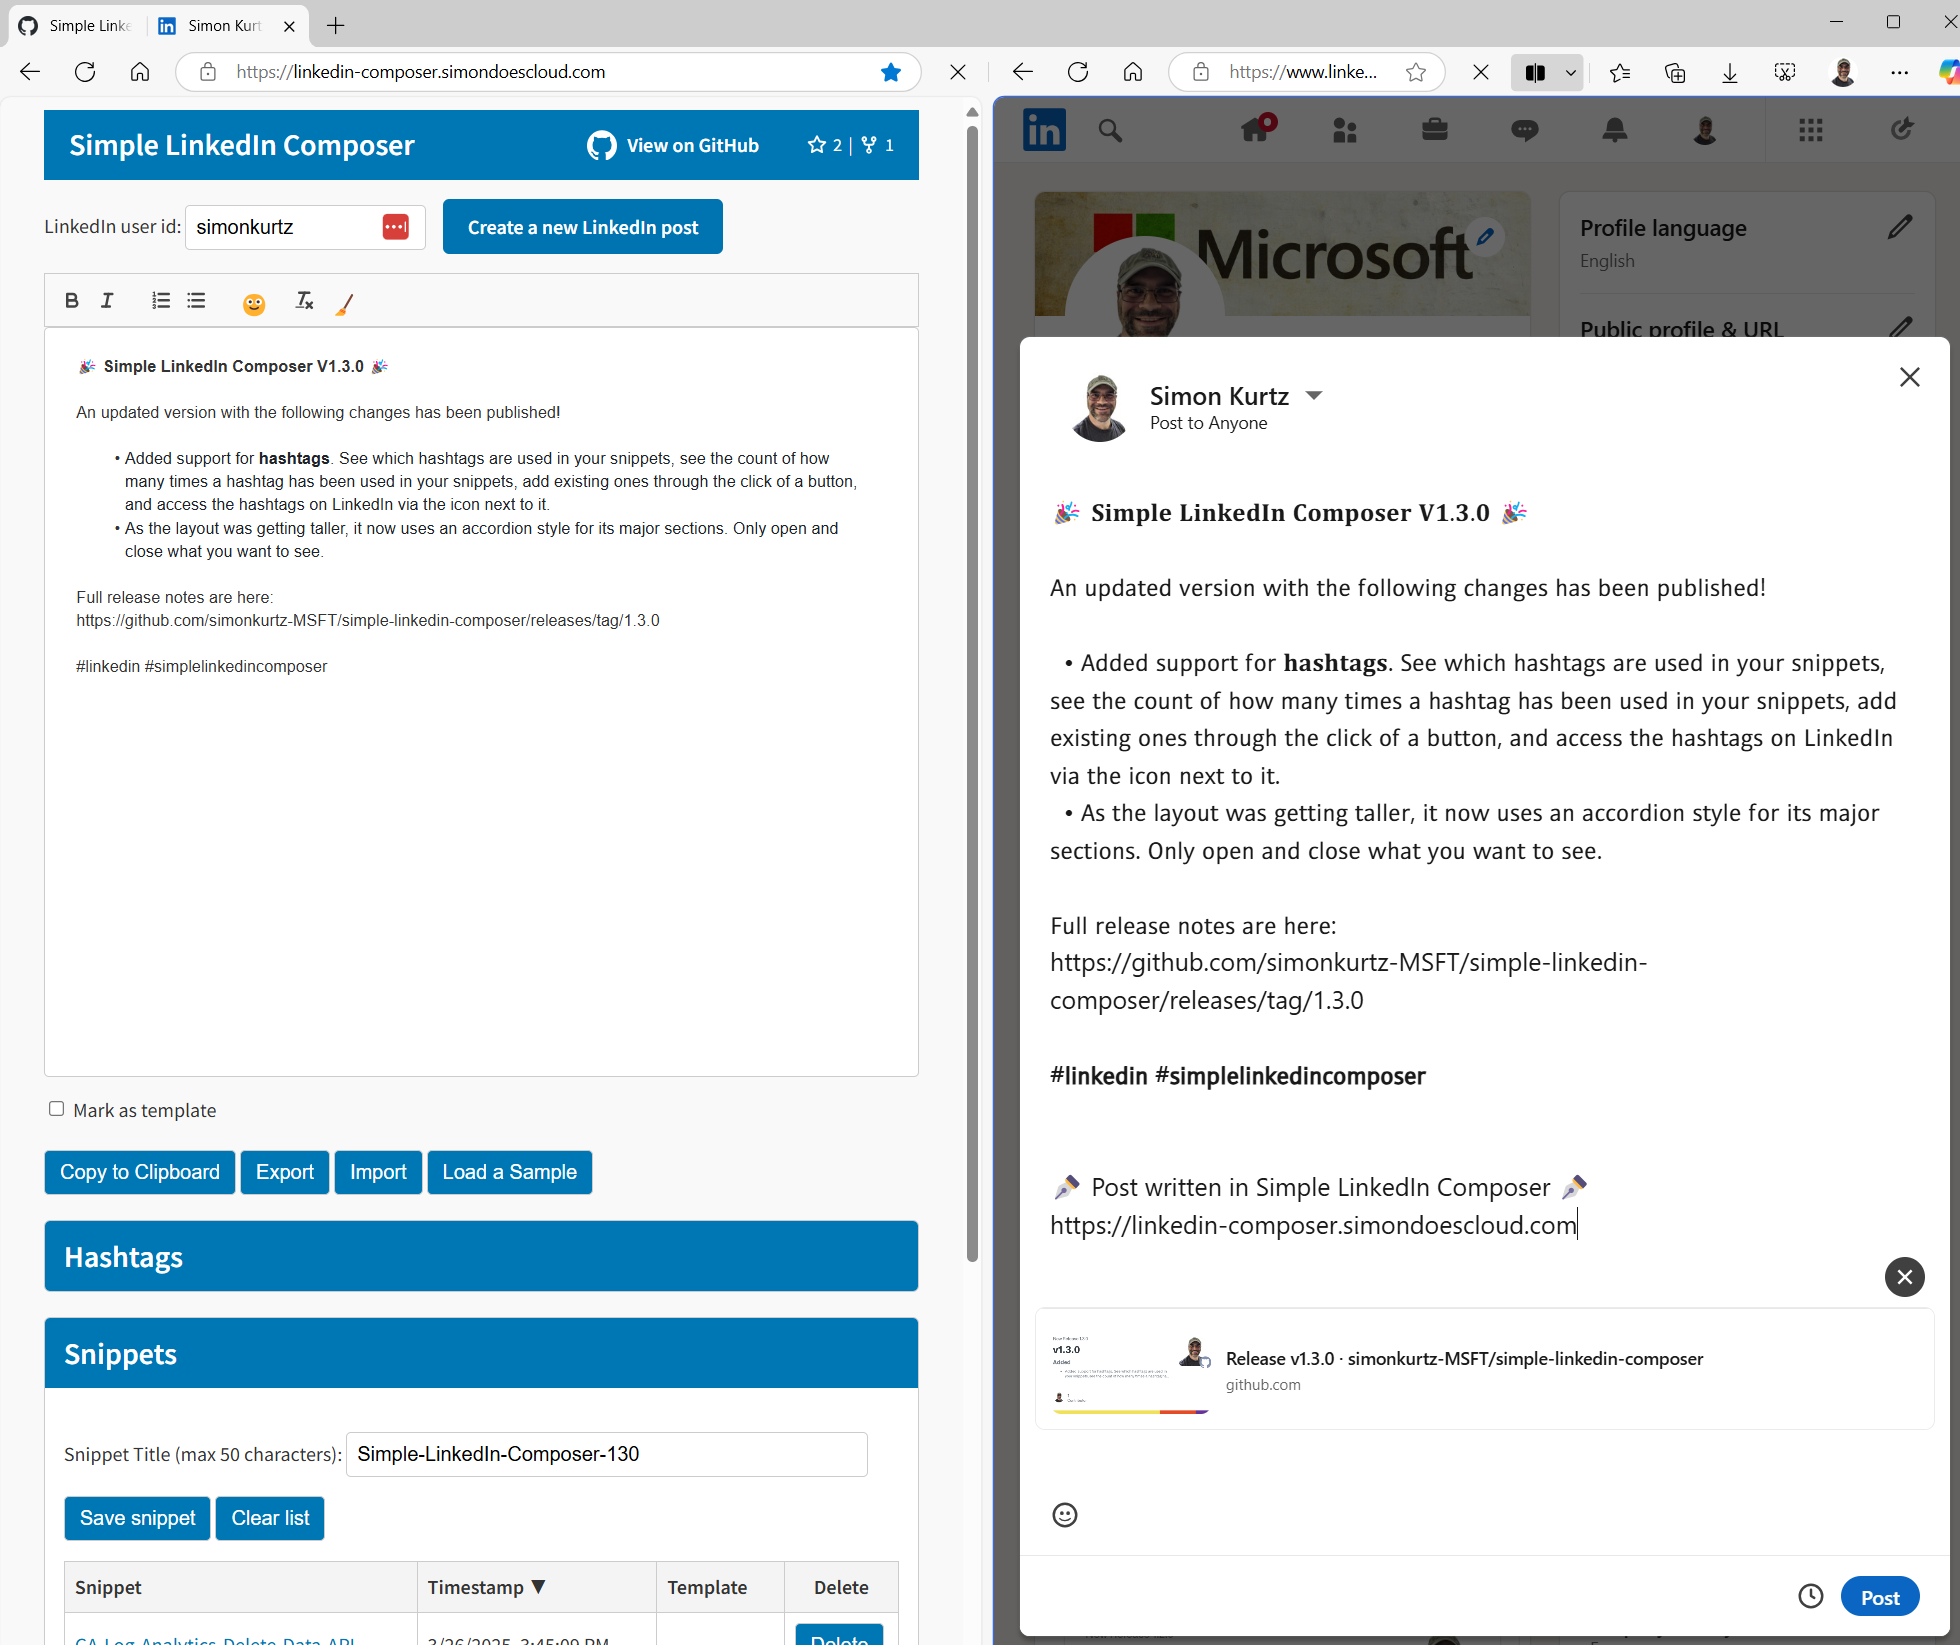 Simple Linke
Simon Kurt
https://linkedin-composer.simondoescloud.com
https://www.linke...
Simple LinkedIn Composer
View on GitHub
2 | 1
LinkedIn user id:
simonkurtz
Create a new LinkedIn post
🎉 Simple LinkedIn Composer V1.3.0 🎉
An updated version with the following changes has been published!
• Added support for hashtags. See which hashtags are used in your snippets, see the count of how
many times a hashtag has been used in your snippets, add existing ones through the click of a button,
and access the hashtags on LinkedIn via the icon next to it.
• As the layout was getting taller, it now uses an accordion style for its major sections. Only open and
close what you want to see.
Full release notes are here:
https://github.com/simonkurtz-MSFT/simple-linkedin-composer/releases/tag/1.3.0
#linkedin #simplelinkedincomposer
Mark as template
Copy to Clipboard
Export
Import
Load a Sample
Hashtags
Snippets
Snippet Title (max 50 characters):
Simple-LinkedIn-Composer-130
Save snippet
Clear list
Snippet
Timestamp ▼
Template
Delete
CA-Log-Analytics-Delete-Data-API
3/26/2025, 3:45:09 PM
Delete
in
Microsoft
Profile language
English
Public profile & URL
Simon Kurtz
Post to Anyone
🎉 Simple LinkedIn Composer V1.3.0 🎉
An updated version with the following changes has been published!
• Added support for hashtags. See which hashtags are used in your snippets,
see the count of how many times a hashtag has been used in your snippets, add
existing ones through the click of a button, and access the hashtags on LinkedIn
via the icon next to it.
• As the layout was getting taller, it now uses an accordion style for its major
sections. Only open and close what you want to see.
Full release notes are here:
https://github.com/simonkurtz-MSFT/simple-linkedin-
composer/releases/tag/1.3.0
#linkedin #simplelinkedincomposer
Post written in Simple LinkedIn Composer
https://linkedin-composer.simondoescloud.com
v1.3.0
Added
Release v1.3.0 · simonkurtz-MSFT/simple-linkedin-composer
github.com
Post